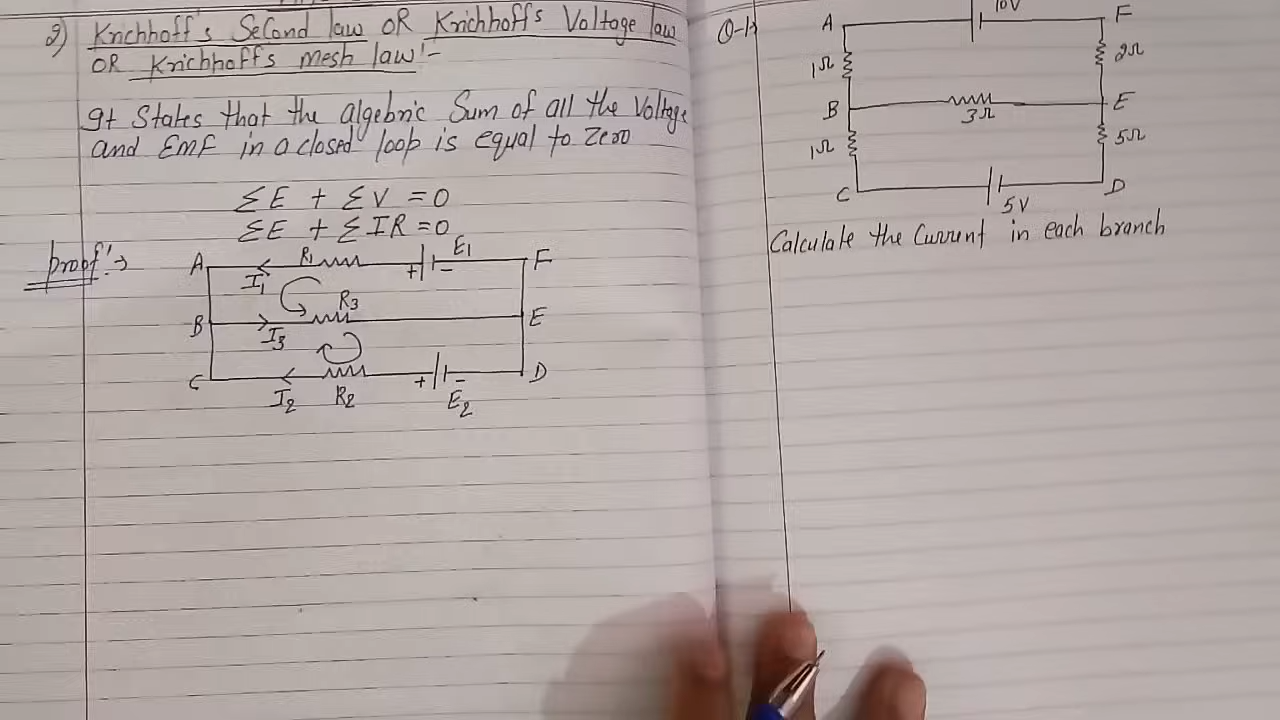 2) Krichhoff's Second law OR Krichhoff's Voltage law
OR Krichhoff's mesh law:-
It States that the algebric Sum of all the Voltage
and EMF in a closed loop is equal to zero
ΣE + ΣV = 0
ΣE + ΣIR = 0
proof:→
A I1 R1 + - E1 F
B I3 R3 E
C I2 R2 + - E2 D
Q-1)
A 10V F
1Ω 2Ω
B 3Ω E
1Ω 5Ω
C 5V D
Calculate the Current in each branch